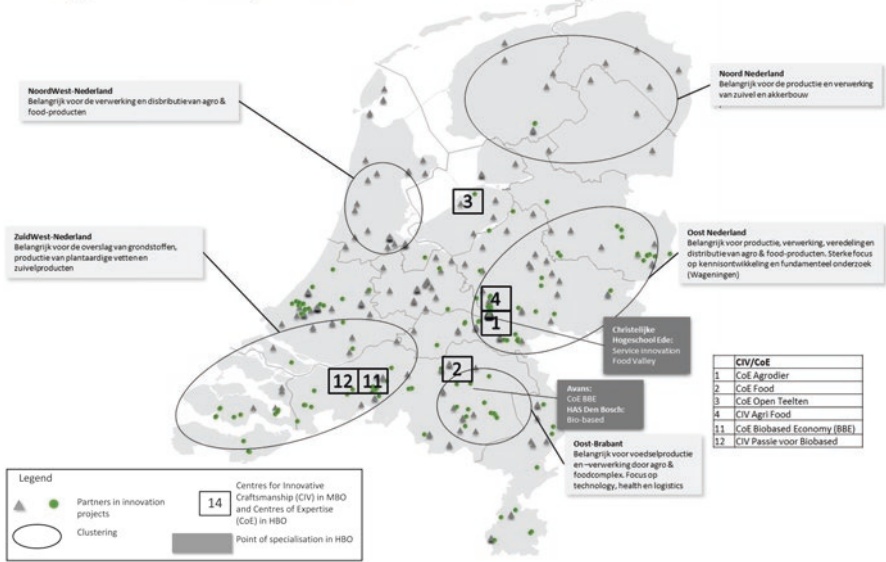 NoordWest-Nederland
Belangrijk voor de verwerking en disbributie van agro &
food-producten
Noord Nederland
Belangrijk voor de productie en verwerking
van zuivel en akkerbouw
ZuidWest-Nederland
Belangrijk voor de overslag van grondstoffen,
productie van plantaardige vetten en
zuivelproducten
3
Oost Nederland
Belangrijk voor productie, verwerking, veredeling en
distributie van agro & food-producten. Sterke focus
op kennisontwikkeling en fundamenteel onderzoek
(Wageningen)
4
1
Christelijke
Hogeschool Ede:
Service innovation
Food Valley
2
12 11
Avans:
CoE BBE
HAS Den Bosch:
Bio-based
CIV/CoE
1 CoE Agrodier
2 CoE Food
3 CoE Open Teelten
4 CIV Agri Food
11 CoE Biobased Economy (BBE)
12 CIV Passie voor Biobased
Oost-Brabant
Belangrijk voor voedselproductie
en –verwerking door agro &
foodcomplex. Focus op
technology, health en logistics
Legend
Partners in innovation
projects
Clustering
14
Centres for Innovative
Craftsmanship (CIV) in MBO
and Centres of Expertise
(CoE) in HBO
Point of specialisation in HBO